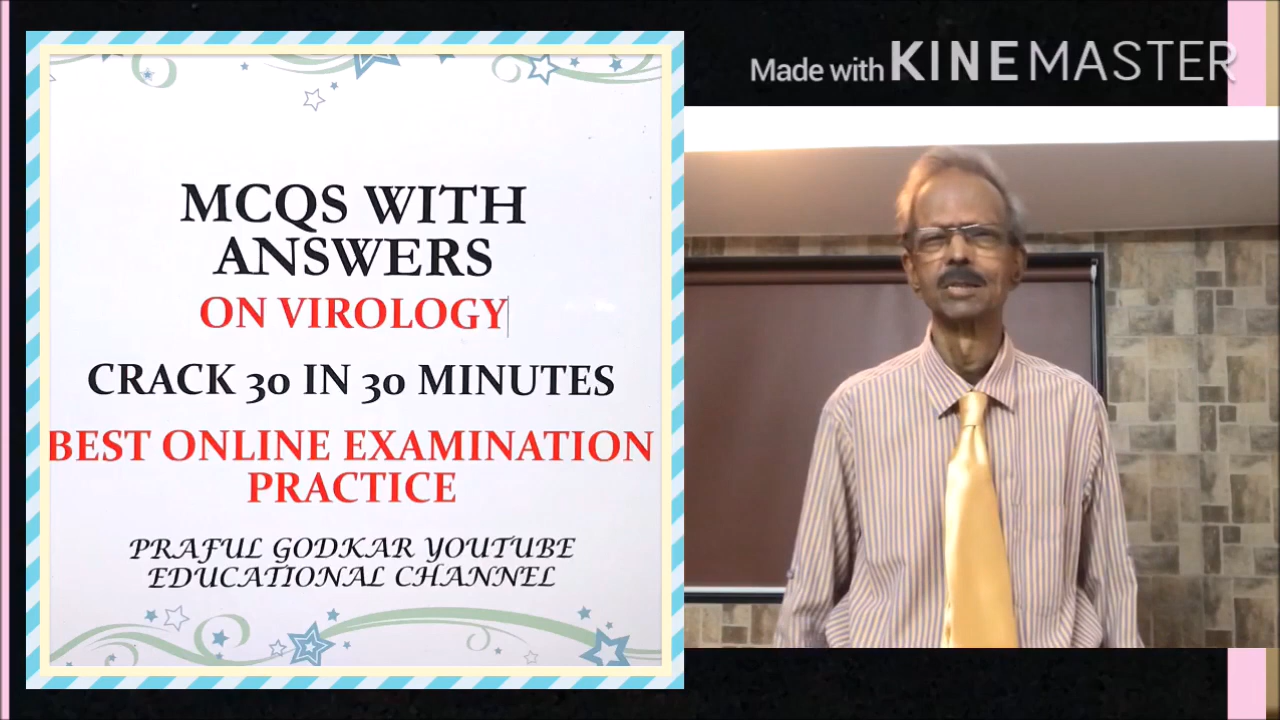 MCQS WITH
ANSWERS
ON VIROLOGY
CRACK 30 IN 30 MINUTES
BEST ONLINE EXAMINATION
PRACTICE
PRAFUL GODKAR YOUTUBE
EDUCATIONAL CHANNEL
Made with KINEMASTER